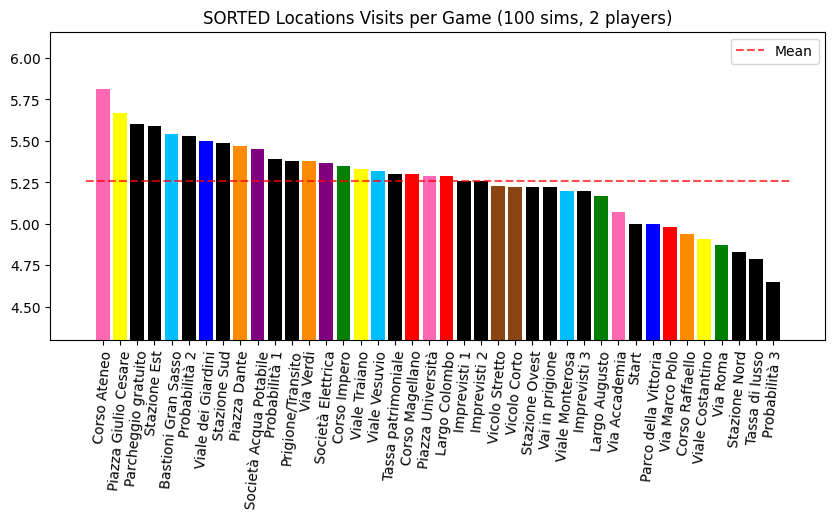 SORTED Locations Visits per Game (100 sims, 2 players)
Mean
6.00
5.75
5.50
5.25
5.00
4.75
4.50
Corso Ateneo
Piazza Giulio Cesare
Parcheggio gratuito
Stazione Est
Bastioni Gran Sasso
Probabilità 2
Viale dei Giardini
Stazione Sud
Piazza Dante
Società Acqua Potabile
Probabilità 1
Prigione/Transito
Via Verdi
Società Elettrica
Corso Impero
Viale Traiano
Viale Vesuvio
Tassa patrimoniale
Corso Magellano
Piazza Università
Largo Colombo
Imprevisti 1
Imprevisti 2
Vicolo Stretto
Vicolo Corto
Stazione Ovest
Vai in prigione
Viale Monterosa
Imprevisti 3
Largo Augusto
Via Accademia
Start
Parco della Vittoria
Via Marco Polo
Corso Raffaello
Viale Costantino
Via Roma
Stazione Nord
Tassa di lusso
Probabilità 3